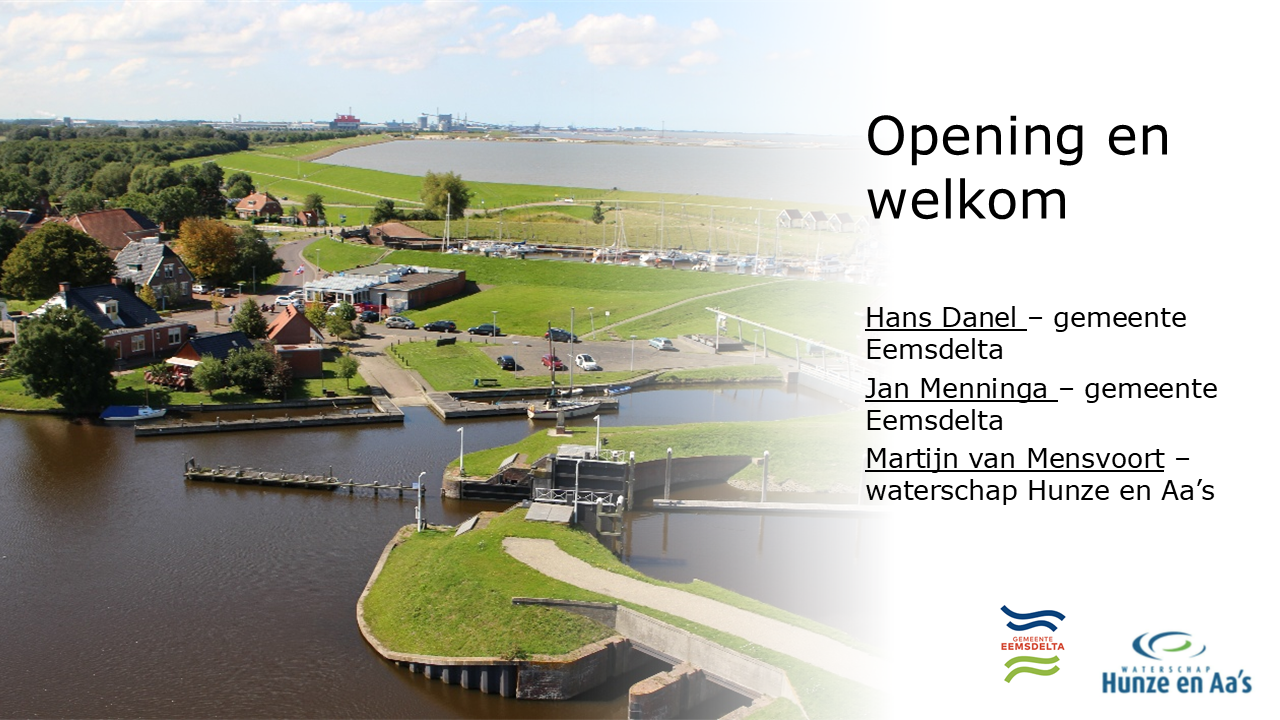 Opening en
welkom
Hans Danel – gemeente
Eemsdelta
Jan Menninga – gemeente
Eemsdelta
Martijn van Mensvoort –
waterschap Hunze en Aa’s
GEMEENTE
EEMSDELTA
WATERSCHAP
Hunze en Aa’s